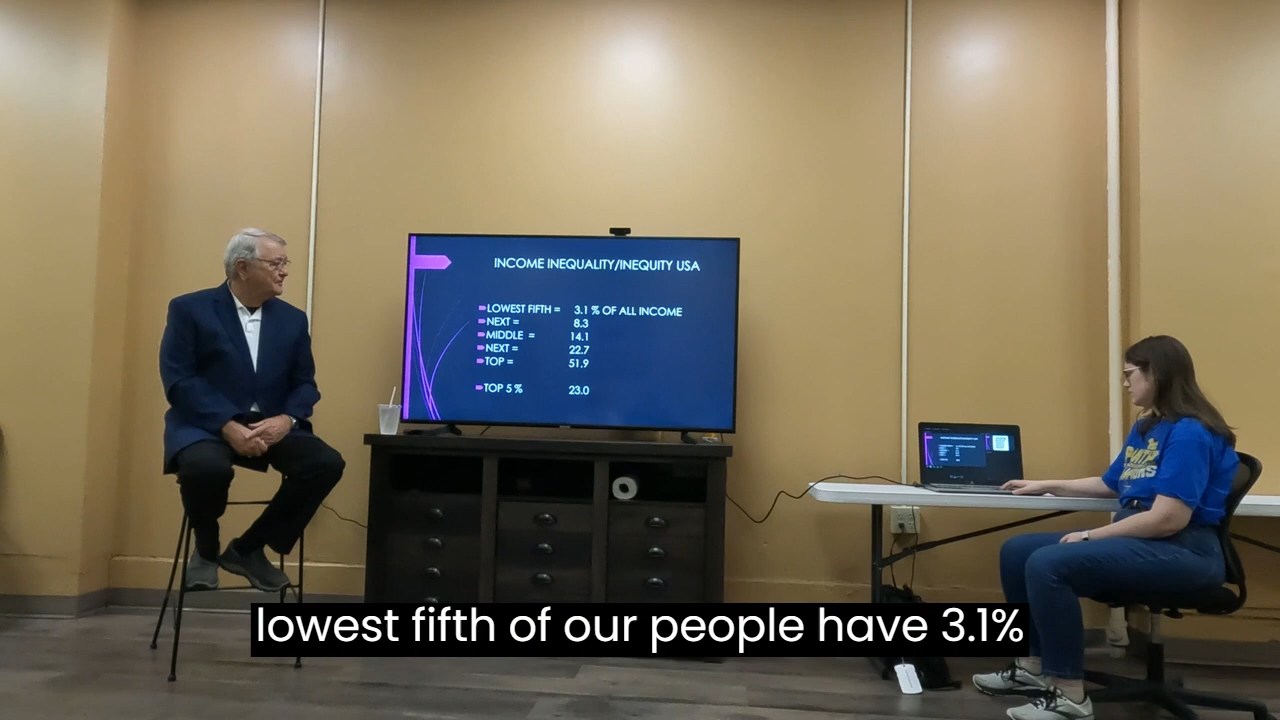 INCOME INEQUALITY/INEQUITY USA
LOWEST FIFTH = 3.1 % OF ALL INCOME
NEXT = 8.3
MIDDLE = 14.1
NEXT = 22.7
TOP = 51.9
TOP 5 % 23.0
lowest fifth of our people have 3.1%